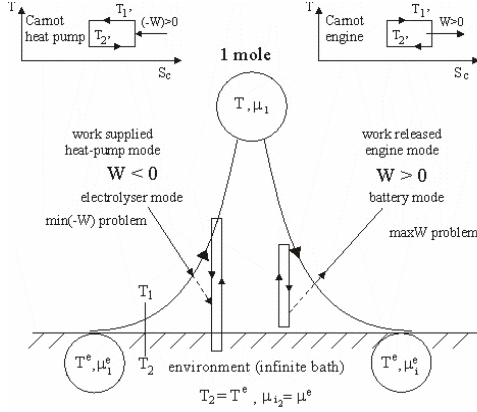 T
Carnot
heat pump
T₁'
T₂'
(-W)>0
S_c
T
Carnot
engine
T₁'
T₂'
W>0
S_c
1 mole
T, μ₁
work supplied
heat-pump mode
W < 0
electrolyser mode
min(-W) problem
work released
engine mode
W > 0
battery mode
maxW problem
T₁
T₂
Tᵉ, μ₁ᵉ
environment (infinite bath)
T₂ = Tᵉ , μᵢ₂ = μᵉ
Tᵉ, μᵢᵉ